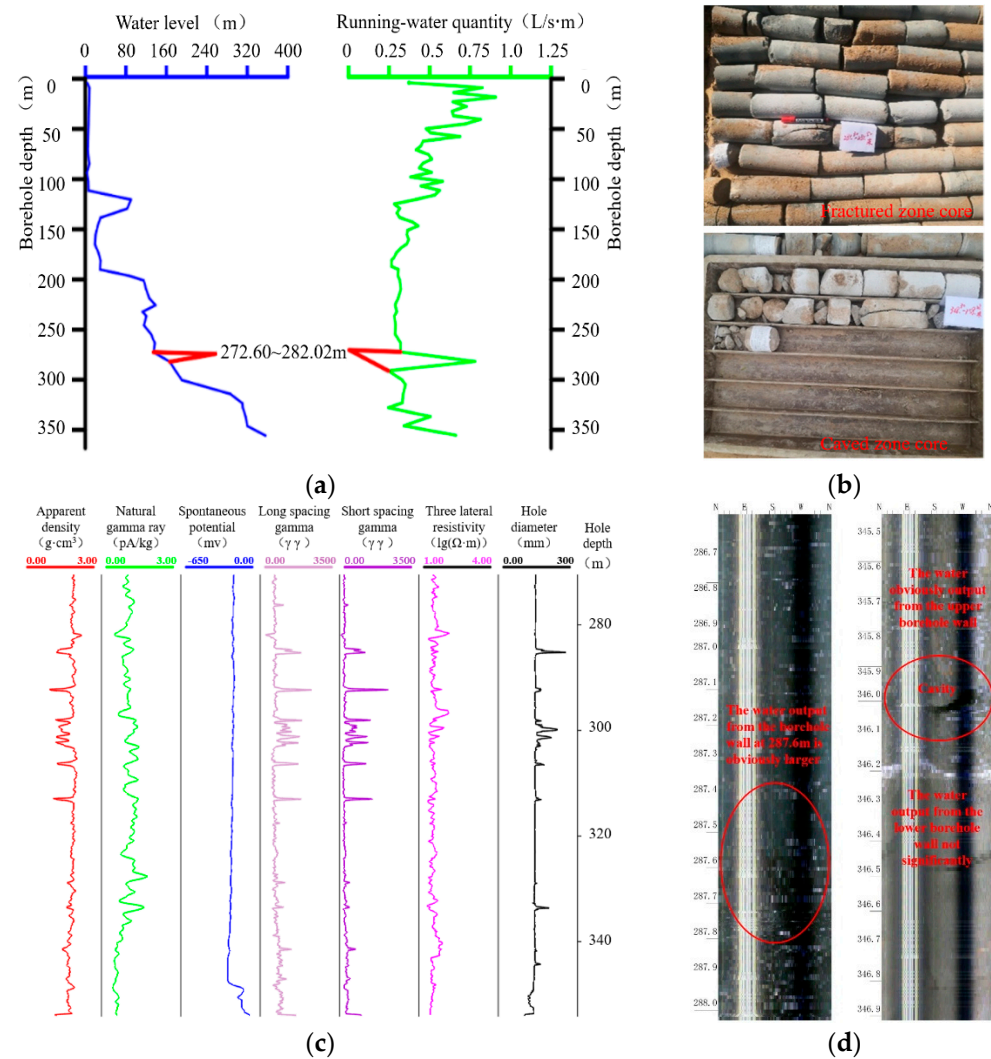 Water level （m）
0 80 160 240 320 400
Running-water quantity (L/s·m)
0 0.25 0.50 0.75 1.00 1.25
Borehole depth （m）
0
50
100
150
200
250
300
350
Borehole depth （m）
0
50
100
150
200
250
300
350
272.60~282.02m
(a)
Fractured zone core
Caved zone core
(b)
Apparent
density
（g·cm³）
0.00 3.00
Natural
gamma ray
（pA/kg）
0.00 3.00
Spontaneous
potential
（mv）
-650 0.00
Long spacing
gamma
（γγ）
0.00 3500
Short spacing
gamma
（γγ）
0.00 3500
Three lateral
resistivity
（lg(Ω·m)）
1.00 4.00
Hole
diameter
（mm）
0.00 300
Hole
depth
（m）
280
300
320
340
(c)
N E S W N
286.7
286.8
286.9
287.0
287.1
287.2
287.3
287.4
287.5
287.6
287.7
287.8
287.9
288.0
The water output
from the borehole
wall at 287.6m is
obviously larger
N E S W N
345.5
345.6
345.7
345.8
345.9
346.0
346.1
346.2
346.3
346.4
346.5
346.6
346.7
346.8
346.9
The water
obviously output
from the upper
borehole wall
Cavity
The water
output from the
lower borehole
wall not
significantly
(d)